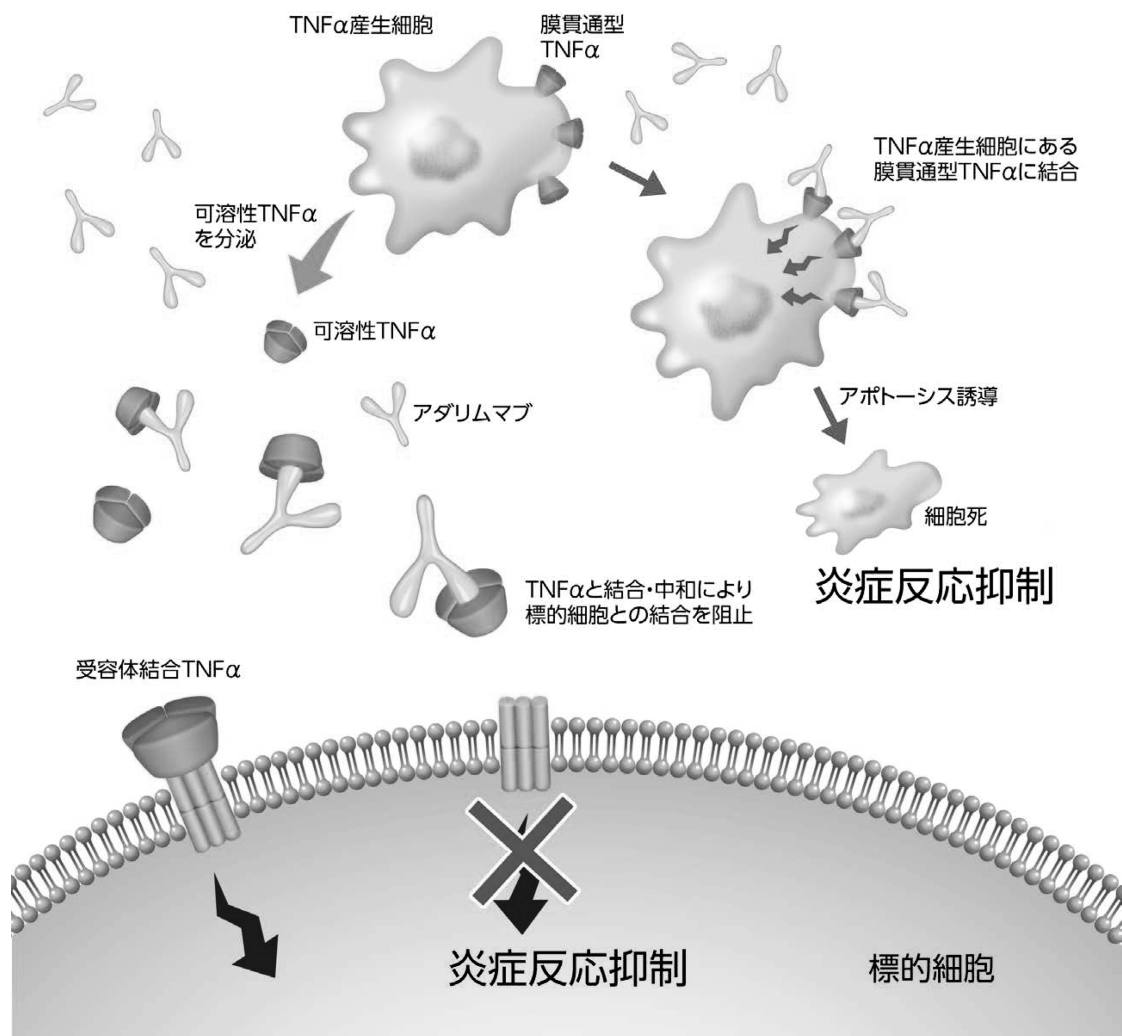 TNFα産生細胞
膜貫通型
TNFα
TNFα産生細胞にある
膜貫通型TNFαに結合
可溶性TNFα
を分泌
可溶性TNFα
アダリムマブ
アポトーシス誘導
細胞死
炎症反応抑制
TNFαと結合・中和により
標的細胞との結合を阻止
受容体結合TNFα
炎症反応抑制
標的細胞